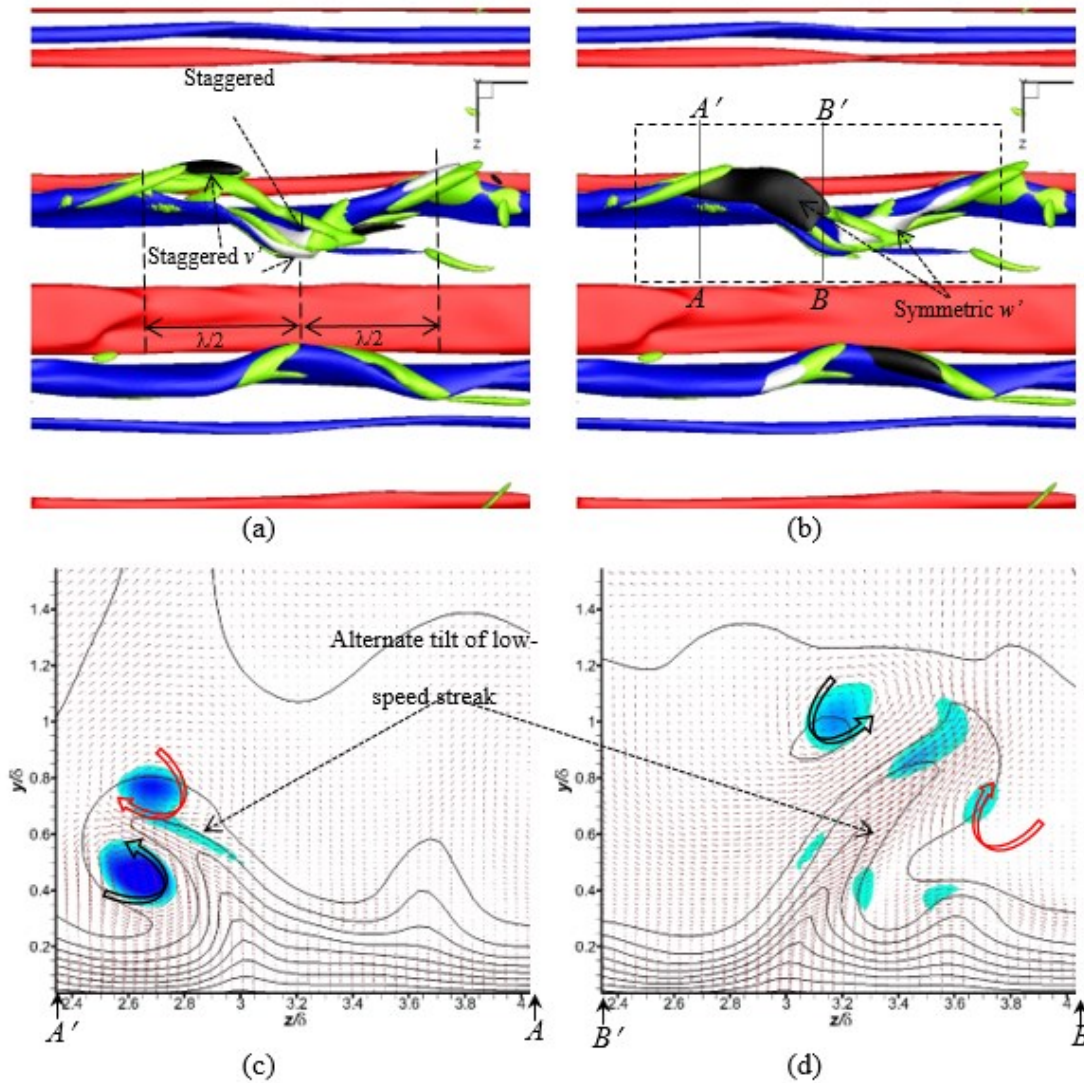 Staggered
Staggered v'
λ/2
λ/2
(a)
A'
B'
A
B
Symmetric w'
(b)
1.4
1.2
1
0.8
0.6
0.4
0.2
y/δ
2.4 2.6 2.8 3 3.2 3.4 3.6 3.8 4
z/δ
A'
A
(c)
Alternate tilt of low-
speed streak
1.4
1.2
1
0.8
0.6
0.4
0.2
y/δ
2.4 2.6 2.8 3 3.2 3.4 3.6 3.8 4
z/δ
B'
B
(d)